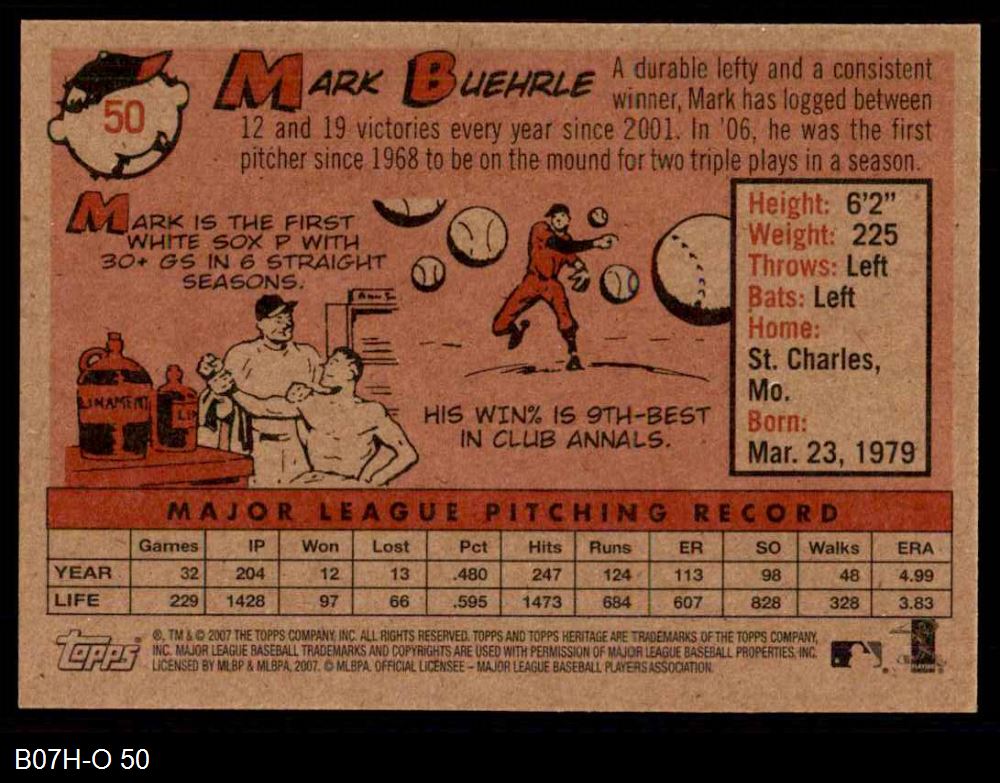 50
MARK BUEHRLE
A durable lefty and a consistent
winner, Mark has logged between
12 and 19 victories every year since 2001. In '06, he was the first
pitcher since 1968 to be on the mound for two triple plays in a season.
MARK IS THE FIRST
WHITE SOX P WITH
30+ GS IN 6 STRAIGHT
SEASONS.
LINAMENT
LI
HIS WIN% IS 9TH-BEST
IN CLUB ANNALS.
Height: 6'2"
Weight: 225
Throws: Left
Bats: Left
Home:
St. Charles,
Mo.
Born:
Mar. 23, 1979
MAJOR LEAGUE PITCHING RECORD
Games IP Won Lost Pct Hits Runs ER SO Walks ERA
YEAR 32 204 12 13 .480 247 124 113 98 48 4.99
LIFE 229 1428 97 66 .595 1473 684 607 828 328 3.83
Topps
®, TM & © 2007 THE TOPPS COMPANY, INC. ALL RIGHTS RESERVED. TOPPS AND TOPPS HERITAGE ARE TRADEMARKS OF THE TOPPS COMPANY,
INC. MAJOR LEAGUE BASEBALL TRADEMARKS AND COPYRIGHTS ARE USED WITH PERMISSION OF MAJOR LEAGUE BASEBALL PROPERTIES, INC.
LICENSED BY MLBP & MLBPA, 2007. © MLBPA. OFFICIAL LICENSEE – MAJOR LEAGUE BASEBALL PLAYERS ASSOCIATION.
B07H-O 50